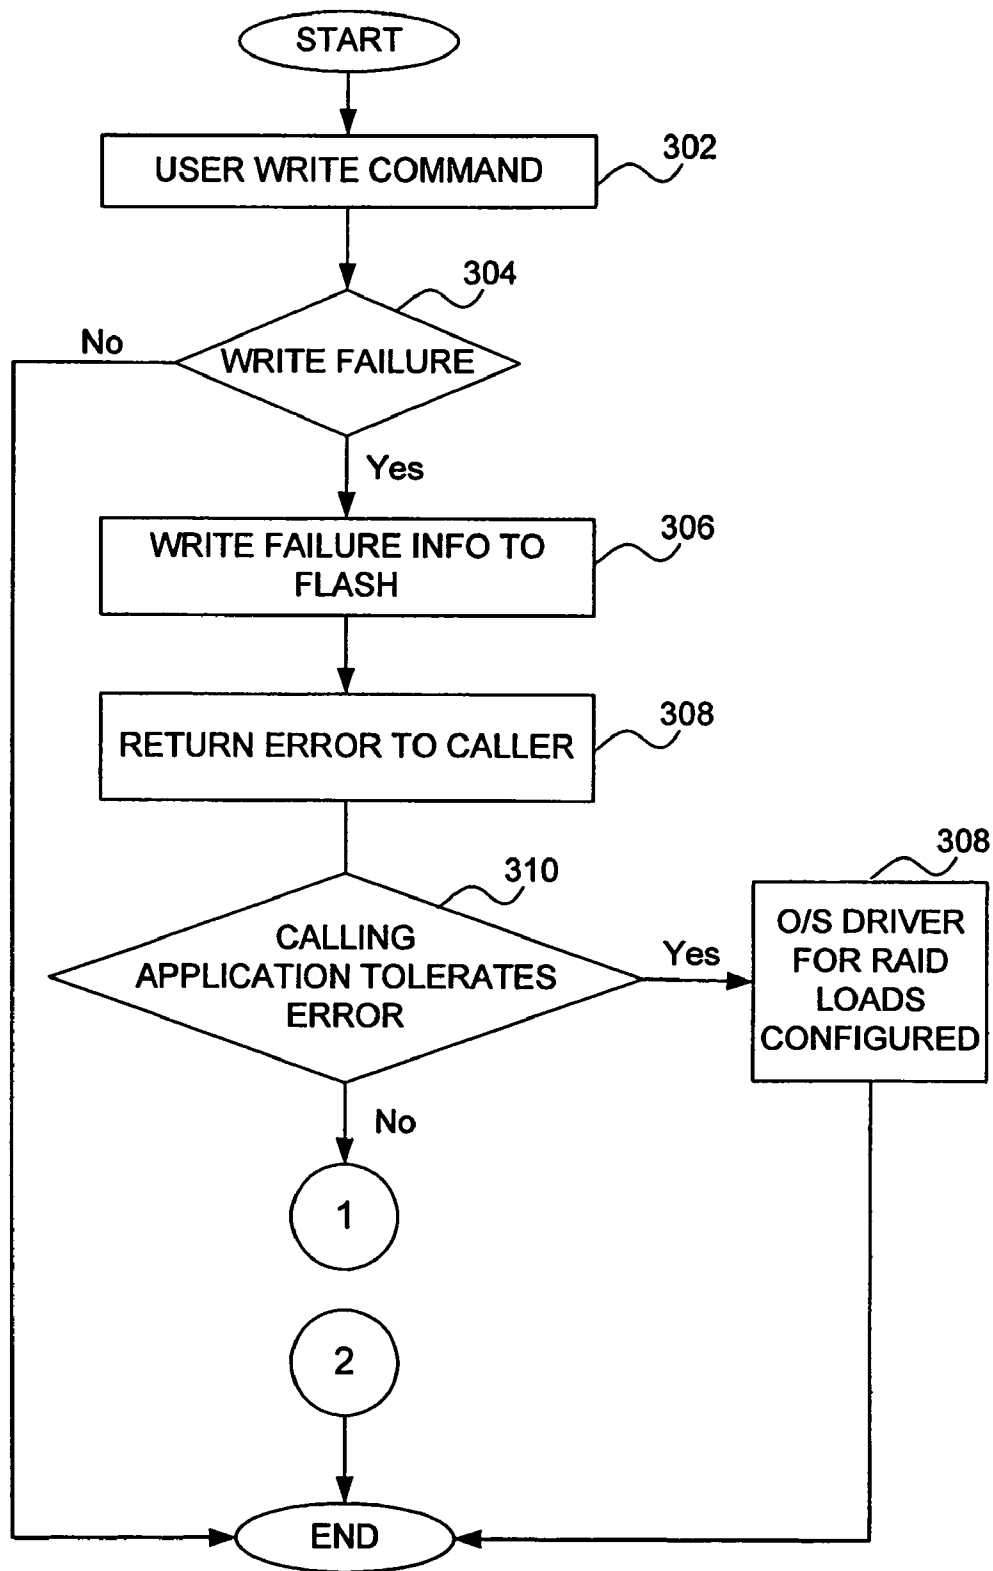 START
USER WRITE COMMAND
302
304
No
WRITE FAILURE
Yes
WRITE FAILURE INFO TO
FLASH
306
RETURN ERROR TO CALLER
308
310
CALLING
APPLICATION TOLERATES
ERROR
Yes
308
O/S DRIVER
FOR RAID
LOADS
CONFIGURED
No
1
2
END